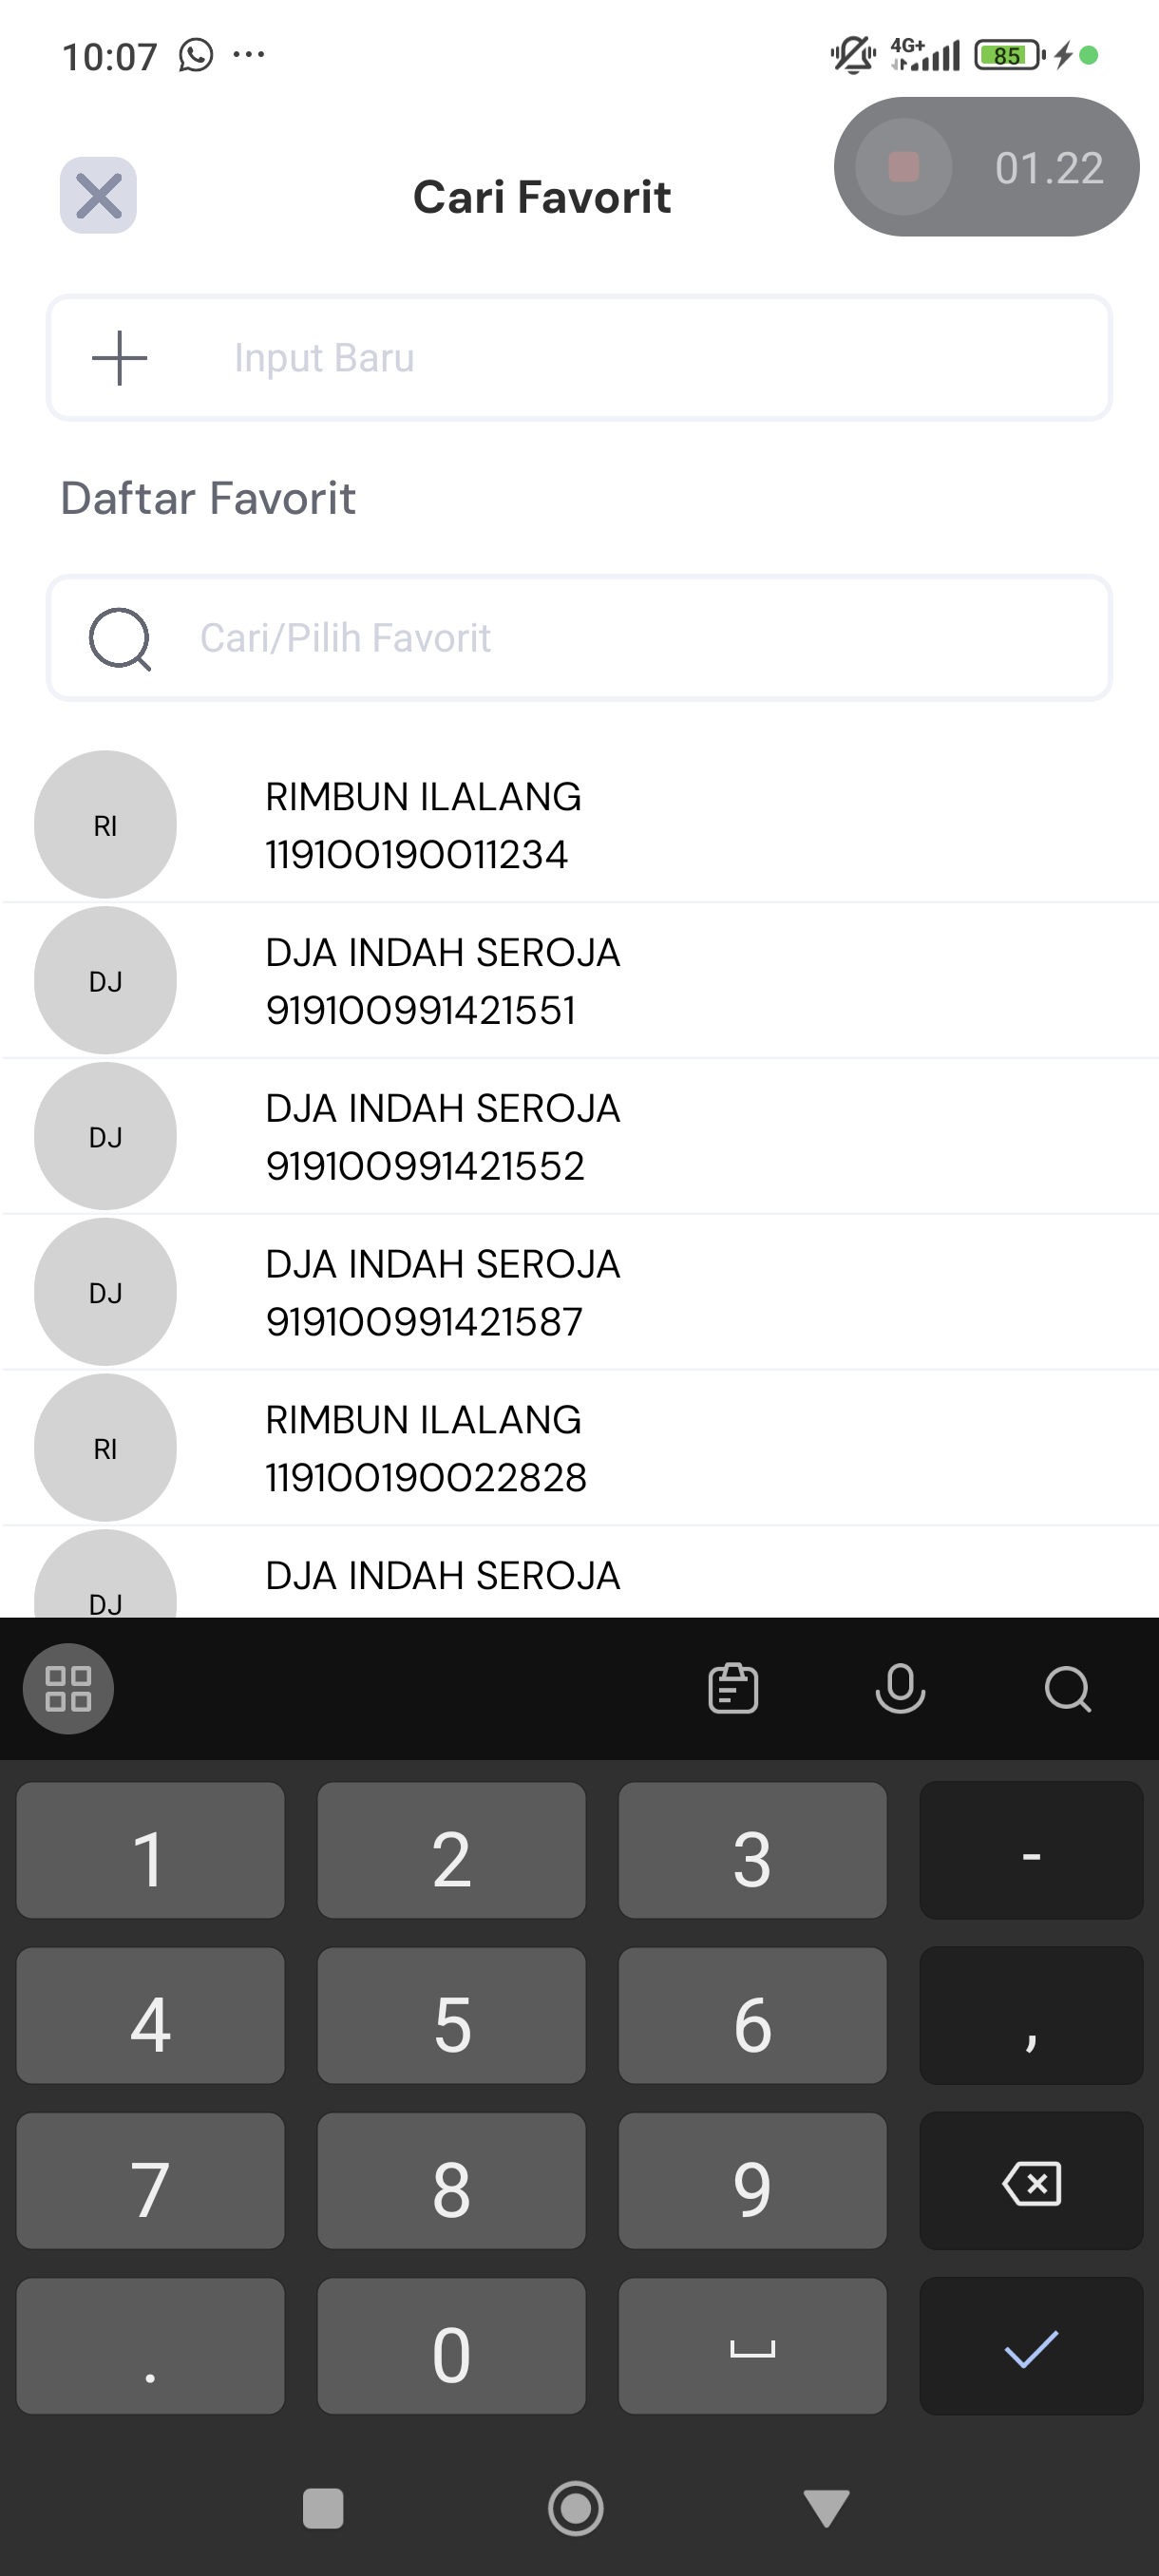 10:07 ...
4G+ 85
01.22
Cari Favorit
Input Baru
Daftar Favorit
Cari/Pilih Favorit
RI
RIMBUN ILALANG
119100190011234
DJ
DJA INDAH SEROJA
919100991421551
DJ
DJA INDAH SEROJA
919100991421552
DJ
DJA INDAH SEROJA
919100991421587
RI
RIMBUN ILALANG
119100190022828
DJ
DJA INDAH SEROJA
1 2 3 -
4 5 6 ,
7 8 9
. 0